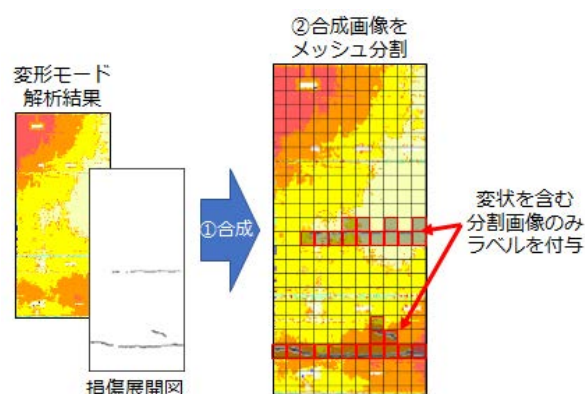 変形モード
解析結果
損傷展開図
①合成
②合成画像を
メッシュ分割
変状を含む
分割画像のみ
ラベルを付与